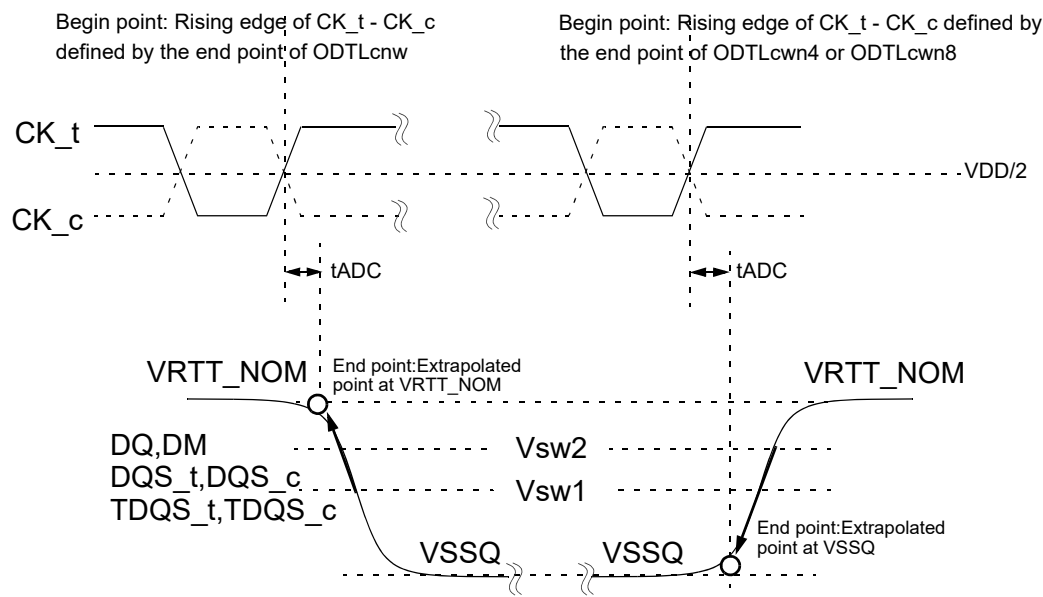 Begin point: Rising edge of CK_t - CK_c
defined by the end point of ODTLcnw
Begin point: Rising edge of CK_t - CK_c defined by
the end point of ODTLcwn4 or ODTLcwn8
CK_t
VDD/2
CK_c
tADC
tADC
VRTT_NOM
End point:Extrapolated
point at VRTT_NOM
VRTT_NOM
DQ,DM
DQS_t,DQS_c
TDQS_t,TDQS_c
Vsw2
Vsw1
End point:Extrapolated
point at VSSQ
VSSQ
VSSQ